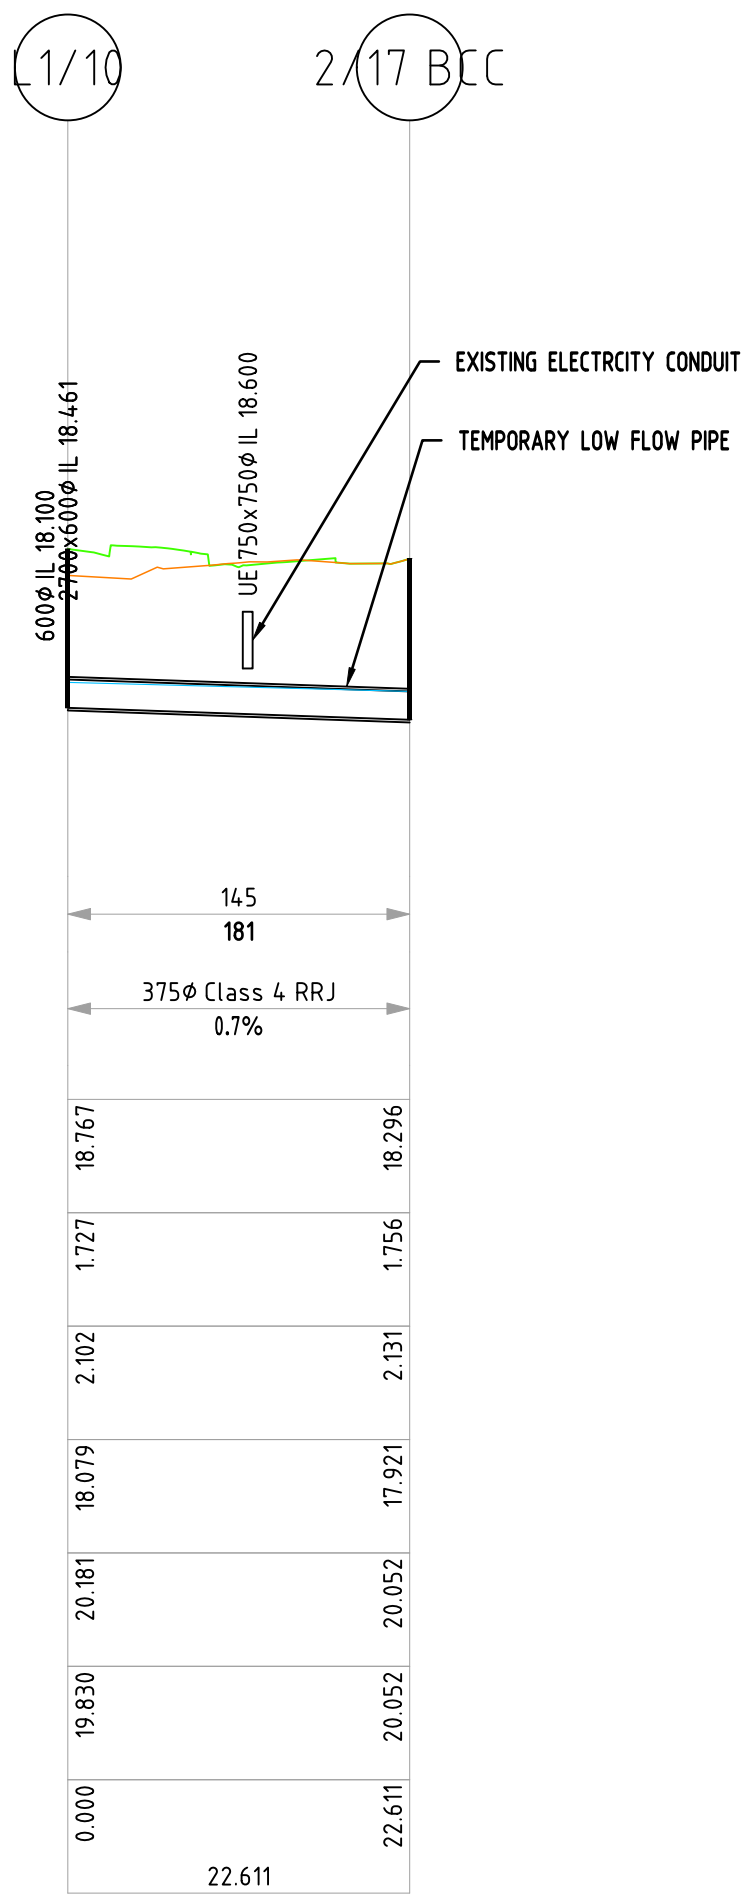 L1/10
2/17 BCC
EXISTING ELECTRCITY CONDUIT
TEMPORARY LOW FLOW PIPE
600Ø IL 18.100
2700x600Ø IL 18.461
UE 750x750Ø IL 18.600
145
181
375Ø Class 4 RRJ
0.7%
18.767 18.296
1.727 1.756
2.102 2.131
18.079 17.921
20.181 20.052
19.830 20.052
0.000 22.611
22.611